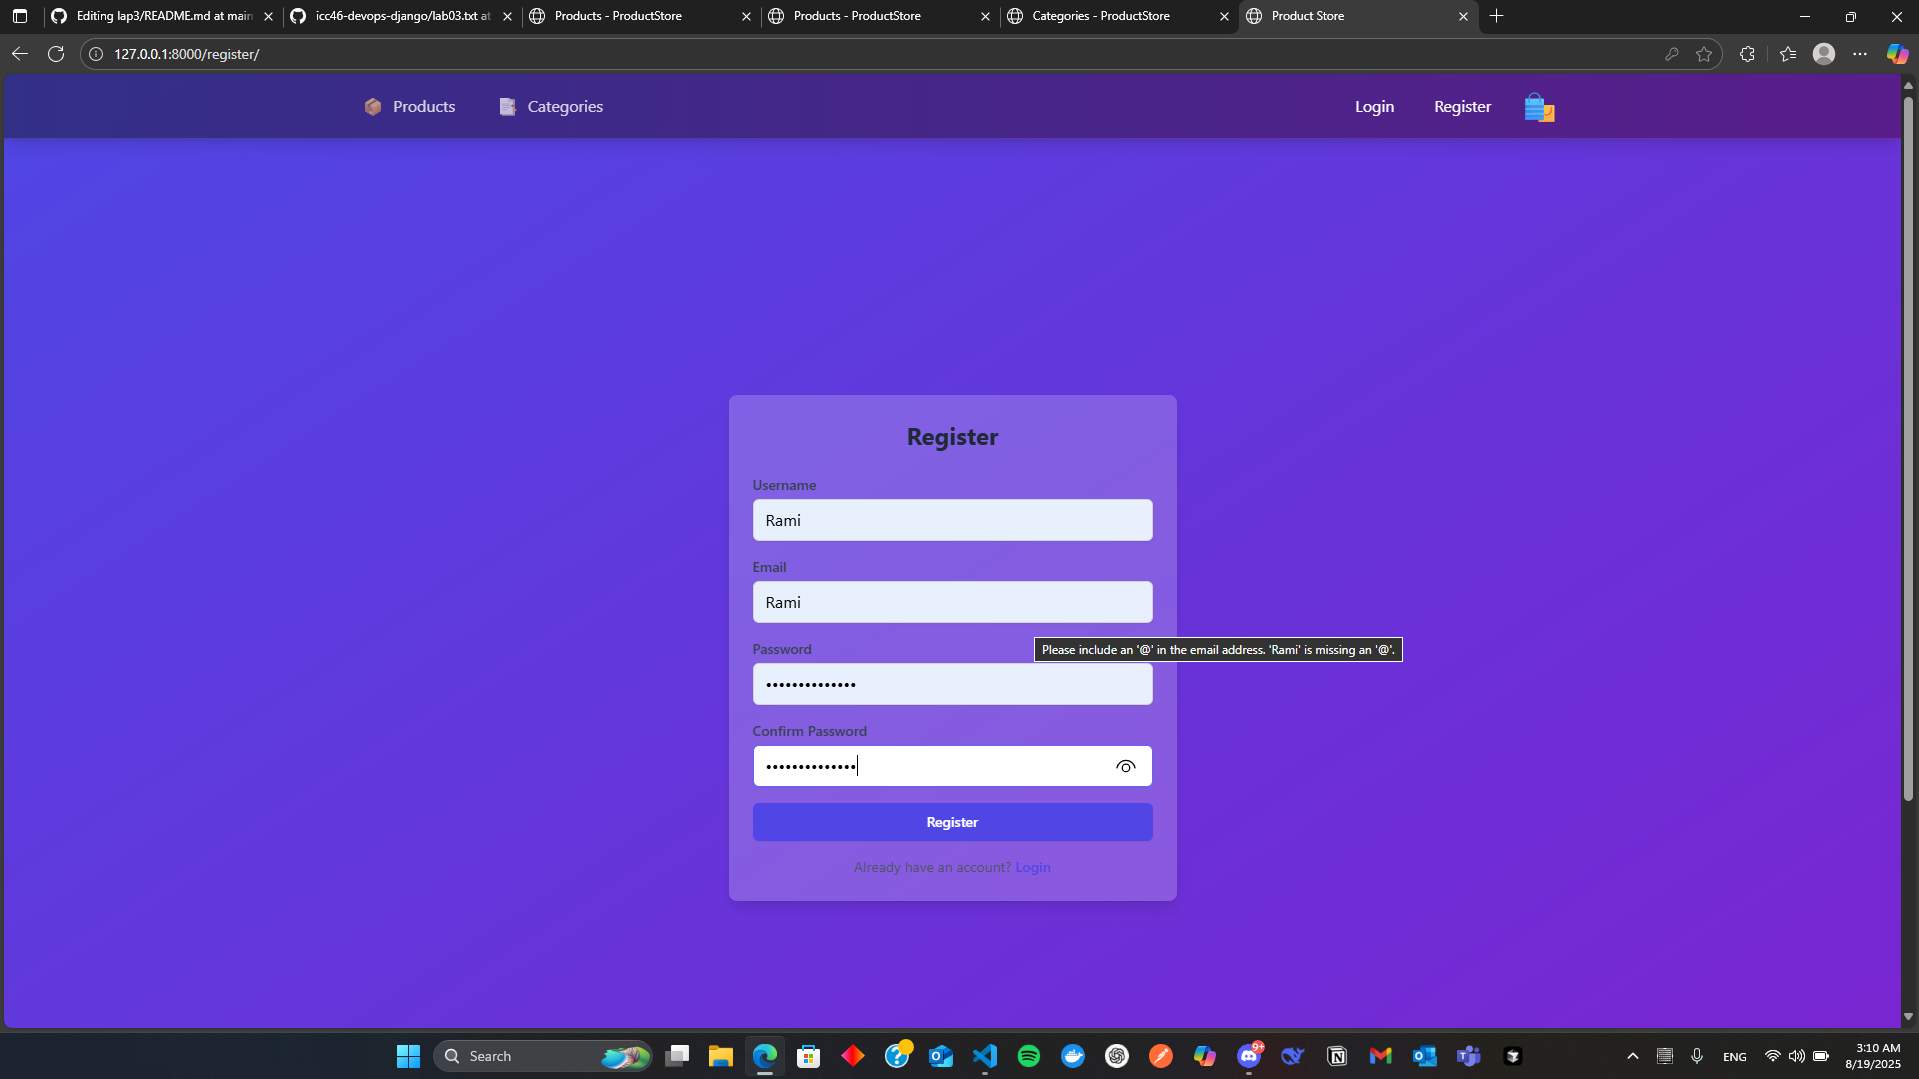 Editing lap3/README.md at main
icc46-devops-django/lab03.txt at
Products - ProductStore
Products - ProductStore
Categories - ProductStore
Product Store
127.0.0.1:8000/register/
Products
Categories
Login
Register
Register
Username
Rami
Email
Rami
Please include an '@' in the email address. 'Rami' is missing an '@'.
Password
••••••••••••••
Confirm Password
••••••••••••••
Register
Already have an account? Login
Search
9+
ENG
3:10 AM
8/19/2025